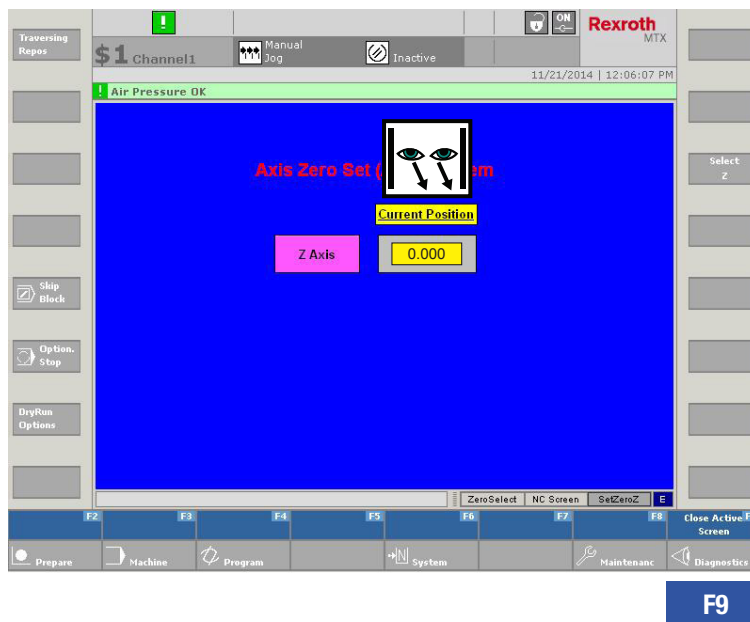 Traversing
Repos
$1 Channel1
Manual
Jog
Inactive
ON
Rexroth
MTX
11/21/2014 | 12:06:07 PM
! Air Pressure OK
Axis Zero Set (
em
Select
Z
Current Position
Z Axis
0.000
Skip
Block
Option.
Stop
DryRun
Options
ZeroSelect
NC Screen
SetZeroZ
E
F2
F3
F4
F5
F6
F7
F8
Close Active
Screen
Prepare
Machine
Program
System
Maintenanc
Diagnostics
F9